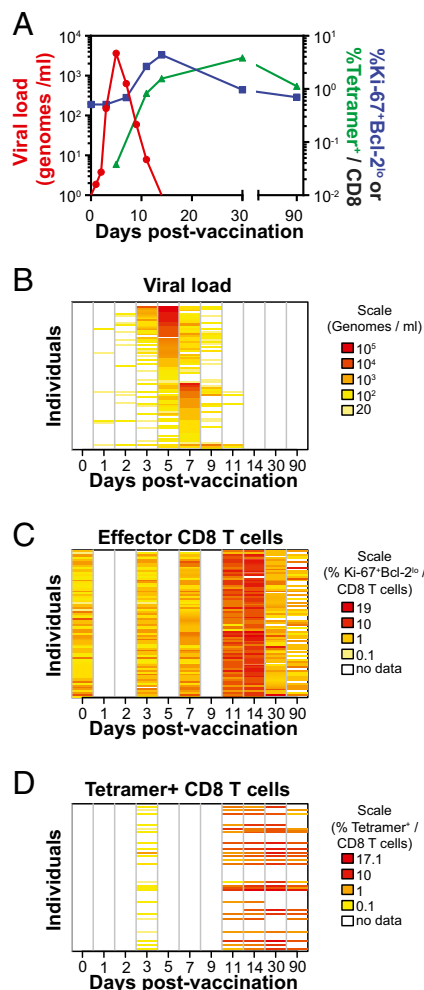 A
Viral load
(genomes /ml)
10⁴
10³
10²
10¹
10⁰
10¹
10⁰
10⁻¹
10⁻²
%Ki-67⁺Bcl-2ˡᵒ or
%Tetramer⁺ / CD8
0 10 20 30 90
Days post-vaccination
B
Viral load
Individuals
0 1 2 3 5 7 9 11 14 30 90
Days post-vaccination
Scale
(Genomes / ml)
10⁵
10⁴
10³
10²
20
C
Effector CD8 T cells
Individuals
0 1 2 3 5 7 9 11 14 30 90
Days post-vaccination
Scale
(% Ki-67⁺Bcl-2ˡᵒ /
CD8 T cells)
19
10
1
0.1
no data
D
Tetramer+ CD8 T cells
Individuals
0 1 2 3 5 7 9 11 14 30 90
Days post-vaccination
Scale
(% Tetramer⁺ /
CD8 T cells)
17.1
10
1
0.1
no data